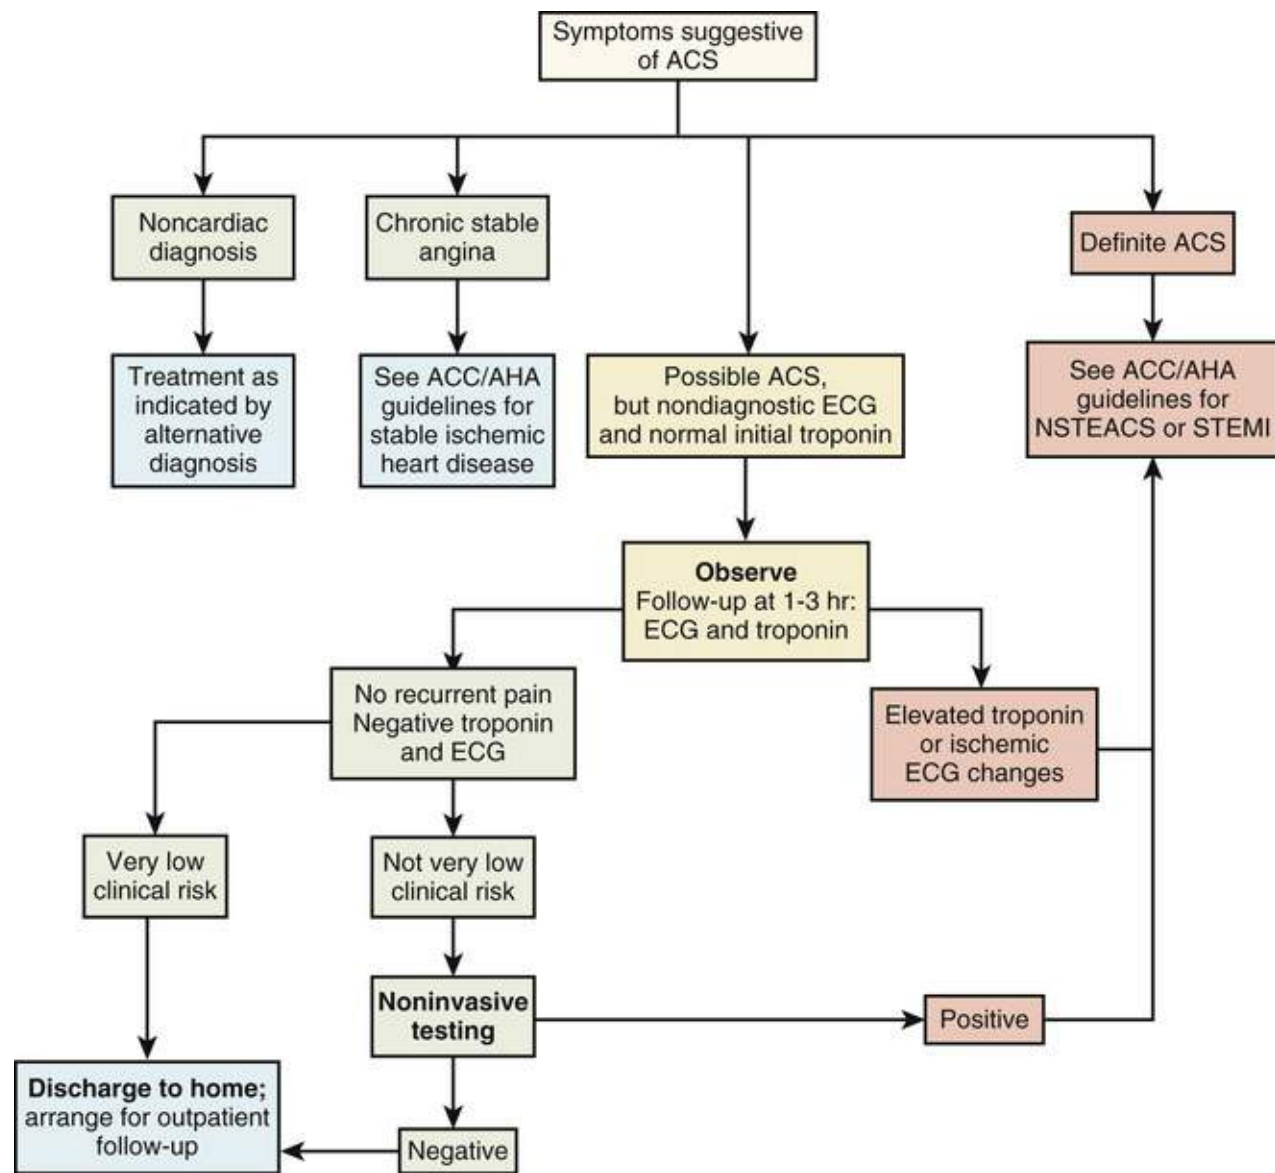 Symptoms suggestive
of ACS
Noncardiac
diagnosis
Chronic stable
angina
Definite ACS
Treatment as
indicated by
alternative
diagnosis
See ACC/AHA
guidelines for
stable ischemic
heart disease
Possible ACS,
but nondiagnostic ECG
and normal initial troponin
See ACC/AHA
guidelines for
NSTEACS or STEMI
Observe
Follow-up at 1-3 hr:
ECG and troponin
No recurrent pain
Negative troponin
and ECG
Elevated troponin
or ischemic
ECG changes
Very low
clinical risk
Not very low
clinical risk
Noninvasive
testing
Positive
Discharge to home;
arrange for outpatient
follow-up
Negative